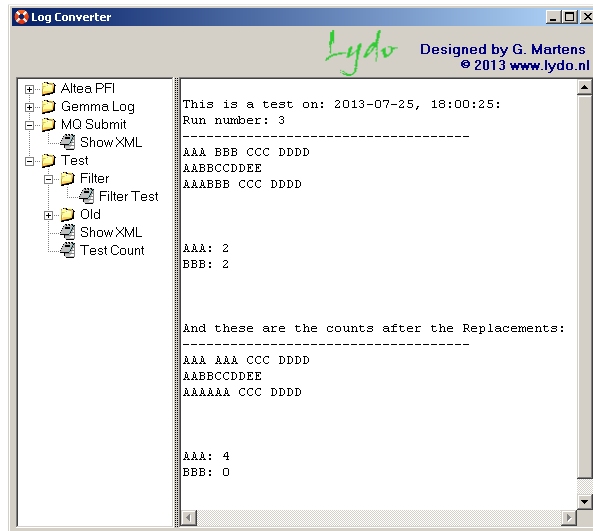 Log Converter
Lydo
Designed by G. Martens
© 2013 www.lydo.nl
Altea PFI
Gemma Log
MQ Submit
Show XML
Test
Filter
Filter Test
Old
Show XML
Test Count
This is a test on: 2013-07-25, 18:00:25:
Run number: 3
-----------------------------------
AAA BBB CCC DDDD
AABBCCDDEE
AAABBB CCC DDDD
AAA: 2
BBB: 2
And these are the counts after the Replacements:
-----------------------------------
AAA AAA CCC DDDD
AABBCCDDEE
AAAAAA CCC DDDD
AAA: 4
BBB: 0